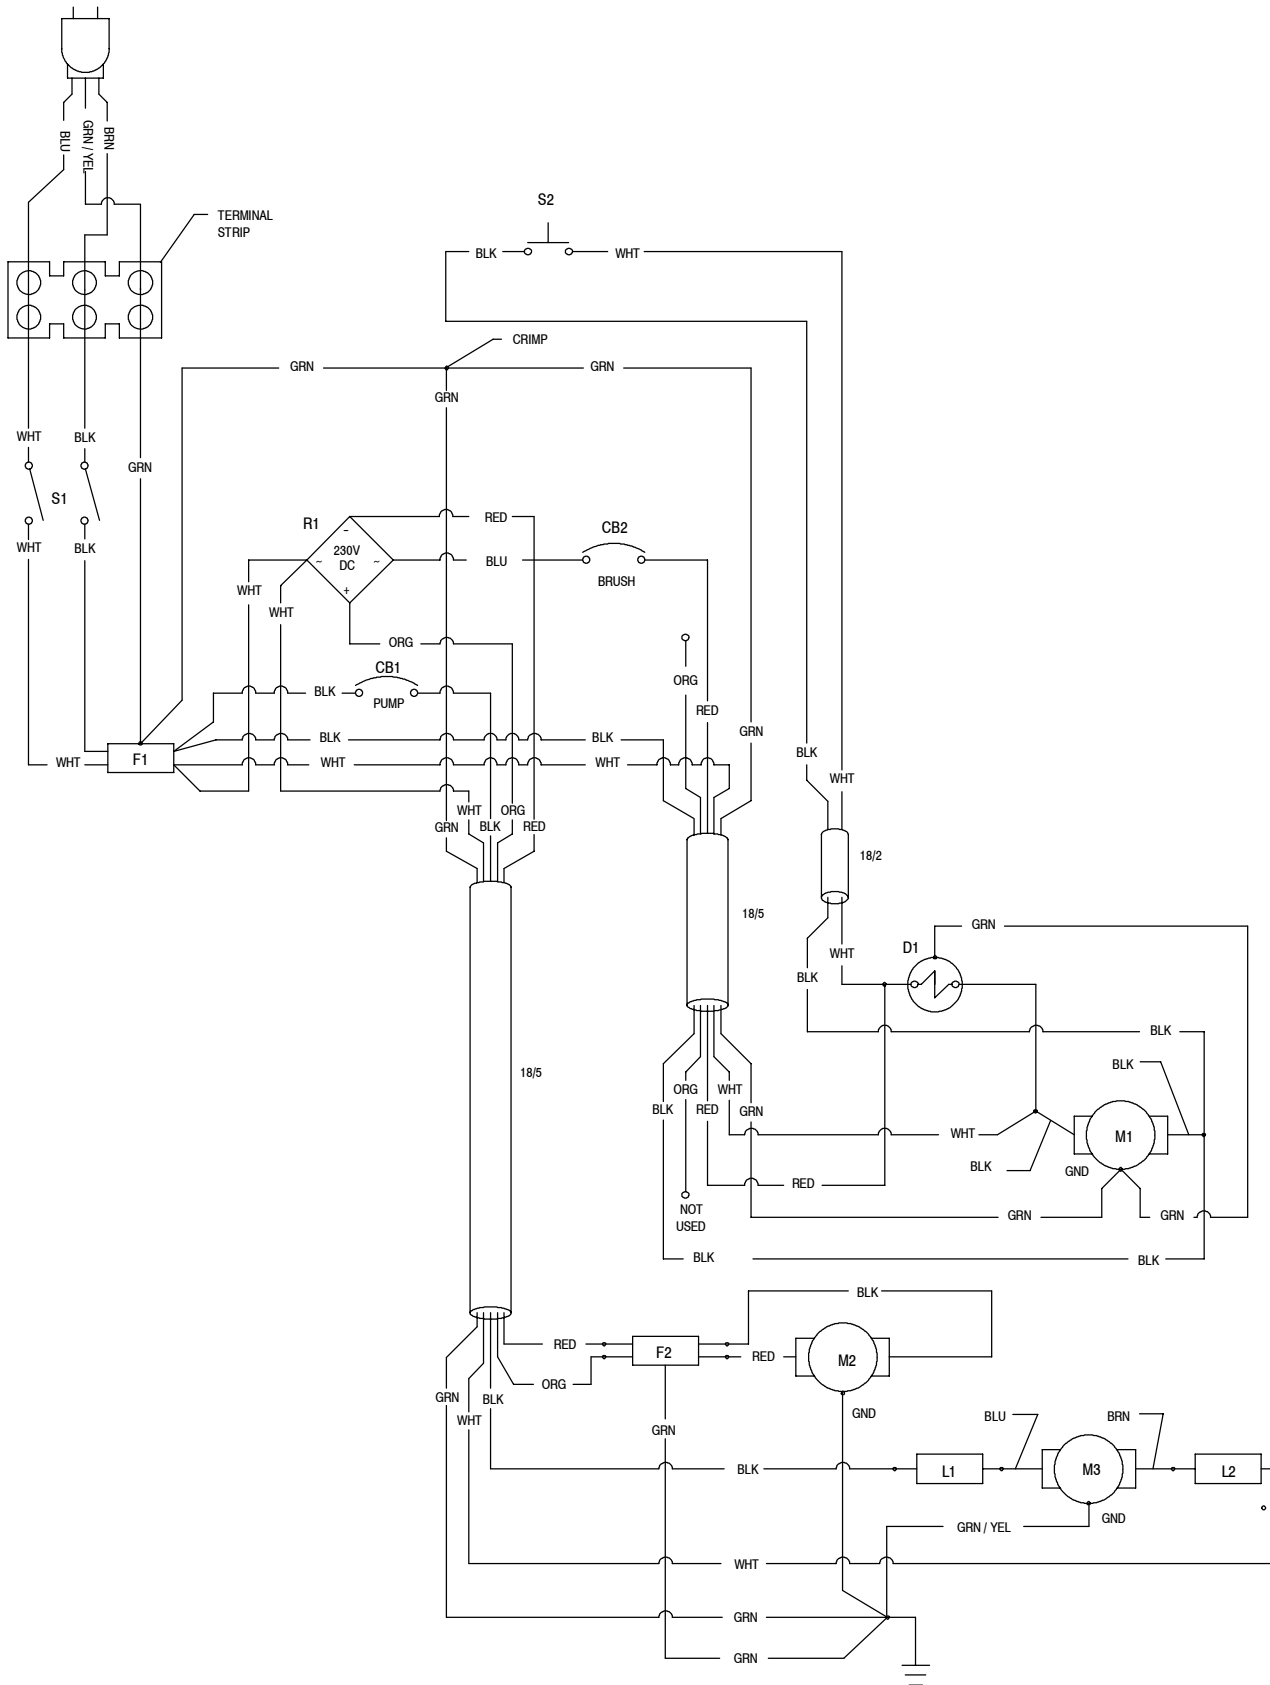 BLU
GRN / YEL
BRN
TERMINAL
STRIP
S2
BLK
WHT
CRIMP
GRN
GRN
GRN
WHT
BLK
GRN
S1
WHT
BLK
R1
230V
DC
-
~
~
+
RED
BLU
CB2
BRUSH
WHT
WHT
ORG
CB1
BLK
PUMP
ORG
RED
GRN
BLK
BLK
WHT
F1
WHT
WHT
BLK
WHT
WHT
ORG
GRN
BLK
RED
18/2
18/5
GRN
D1
WHT
BLK
BLK
18/5
BLK
ORG
WHT
BLK
RED
GRN
M1
WHT
BLK
GND
RED
NOT
USED
GRN
GRN
BLK
BLK
BLK
RED
F2
RED
M2
ORG
GRN
BLK
WHT
GRN
GND
BLU
BRN
BLK
L1
M3
L2
GND
GRN / YEL
WHT
GRN
GRN